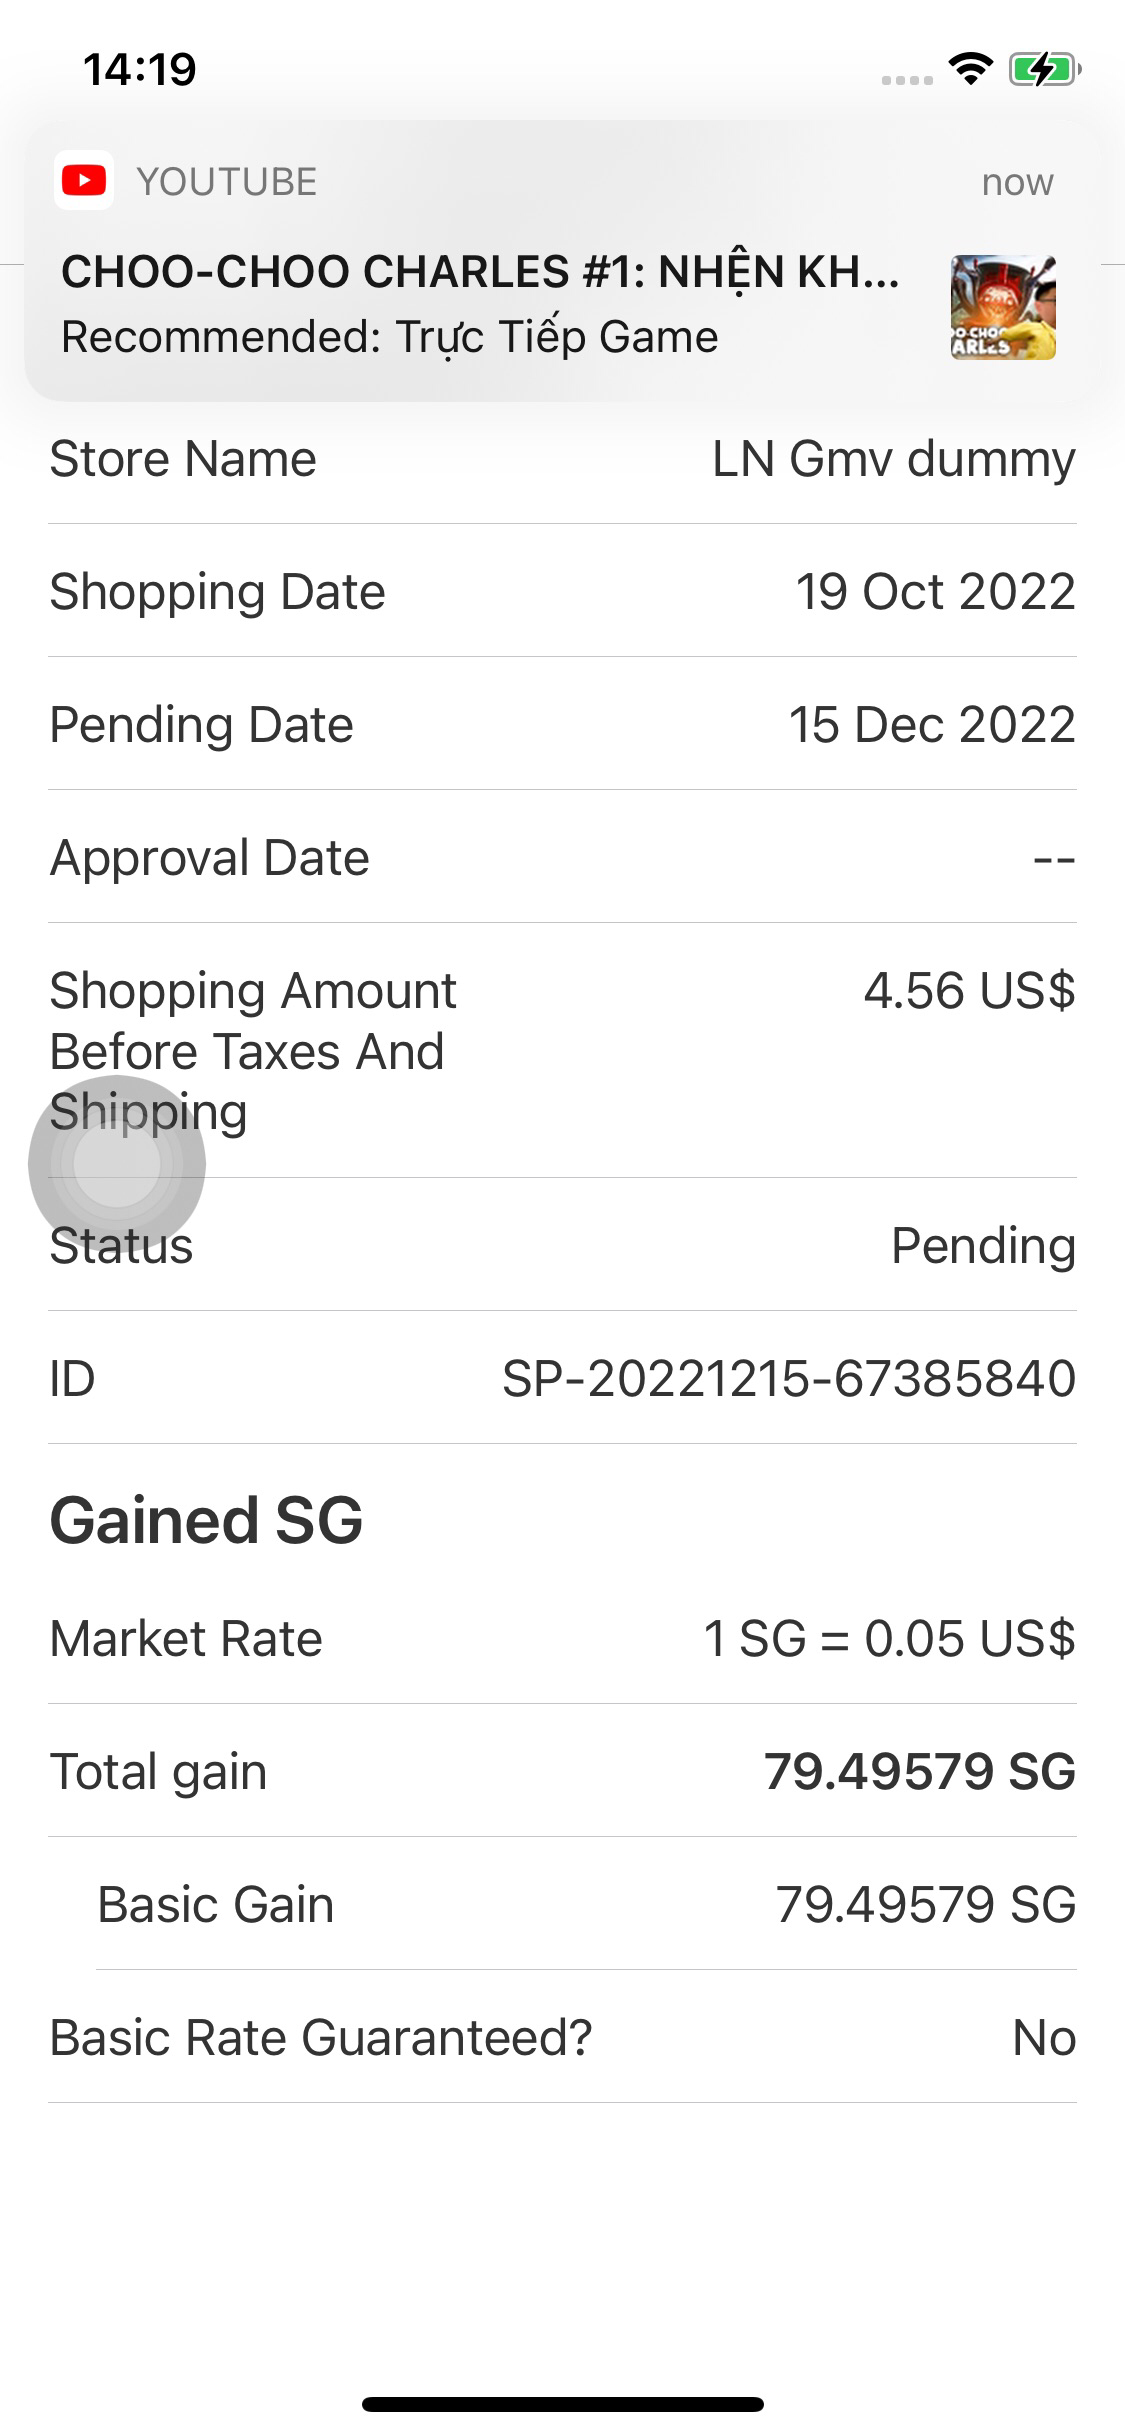 14:19
YOUTUBE
now
CHOO-CHOO CHARLES #1: NHỆN KH...
Recommended: Trực Tiếp Game
CHOO
ARLES
Store Name
LN Gmv dummy
Shopping Date
19 Oct 2022
Pending Date
15 Dec 2022
Approval Date
--
Shopping Amount
4.56 US$
Before Taxes And
Shipping
Status
Pending
ID
SP-20221215-67385840
Gained SG
Market Rate
1 SG = 0.05 US$
Total gain
79.49579 SG
Basic Gain
79.49579 SG
Basic Rate Guaranteed?
No